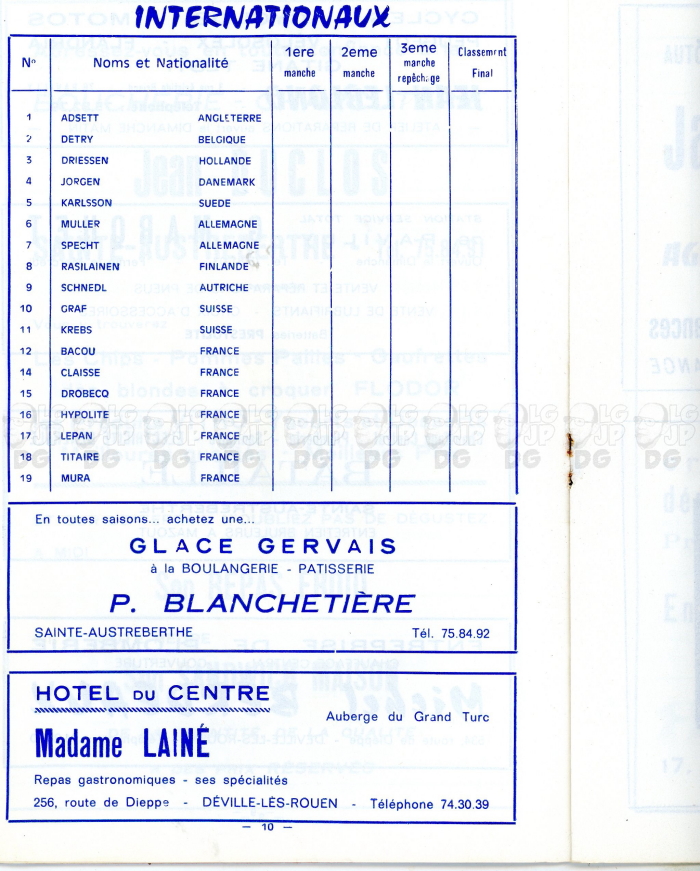 INTERNATIONAUX
N° Noms et Nationalité 1ere manche 2eme manche 3eme marche repêchage Classement Final
1 ADSETT ANGLETERRE
2 DETRY BELGIQUE
3 DRIESSEN HOLLANDE
4 JORGEN DANEMARK
5 KARLSSON SUEDE
6 MULLER ALLEMAGNE
7 SPECHT ALLEMAGNE
8 RASILAINEN FINLANDE
9 SCHNEDL AUTRICHE
10 GRAF SUISSE
11 KREBS SUISSE
12 BACOU FRANCE
14 CLAISSE FRANCE
15 DROBECQ FRANCE
16 HYPOLITE FRANCE
17 LEPAN FRANCE
18 TITAIRE FRANCE
19 MURA FRANCE
En toutes saisons... achetez une...
GLACE GERVAIS
à la BOULANGERIE - PATISSERIE
P. BLANCHETIÈRE
SAINTE-AUSTREBERTHE Tél. 75.84.92
HOTEL DU CENTRE
Auberge du Grand Turc
Madame LAINÉ
Repas gastronomiques - ses spécialités
256, route de Dieppe - DÉVILLE-LÈS-ROUEN - Téléphone 74.30.39
— 10 —